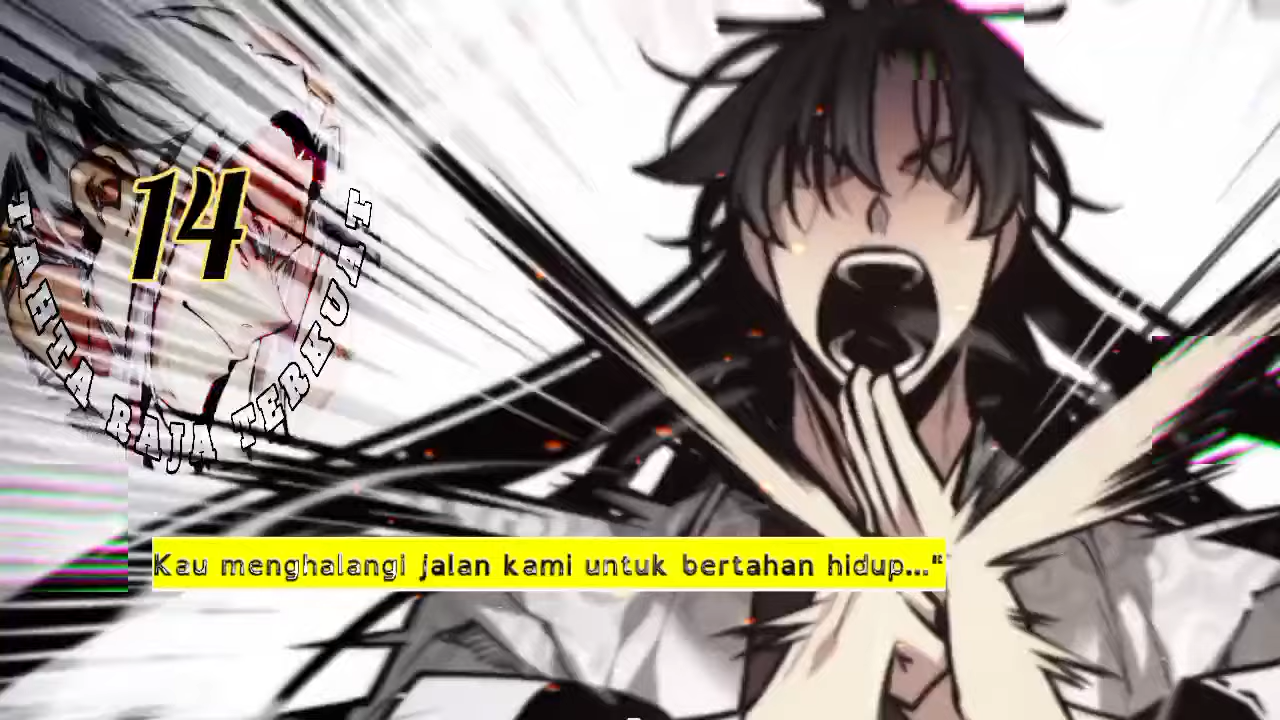 14
TAHTA RAJA TERKUAT
Kau menghalangi jalan kami untuk bertahan hidup..."